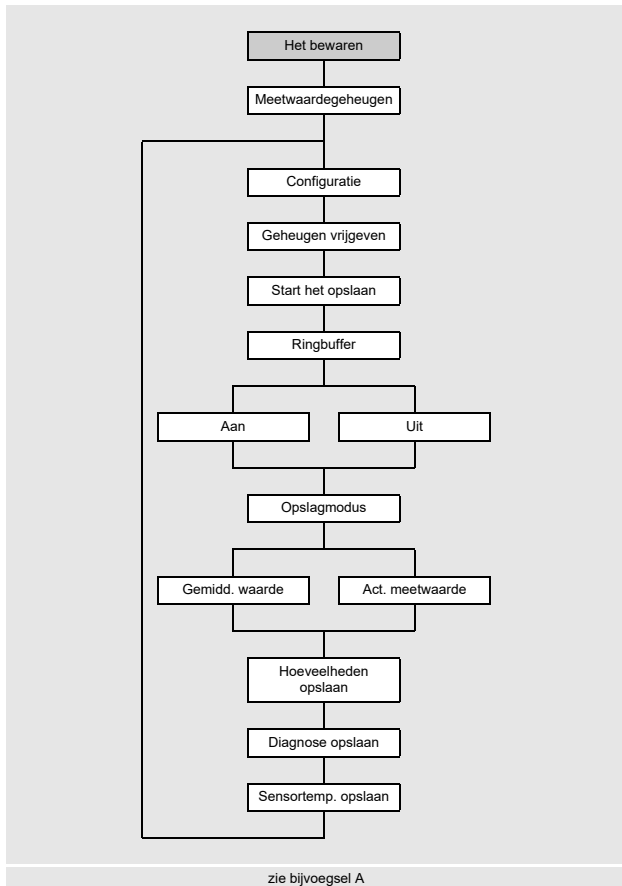 Het bewaren
Meetwaardegeheugen
Configuratie
Geheugen vrijgeven
Start het opslaan
Ringbuffer
Aan
Uit
Opslagmodus
Gemidd. waarde
Act. meetwaarde
Hoeveelheden
opslaan
Diagnose opslaan
Sensortemp. opslaan
zie bijvoegsel A